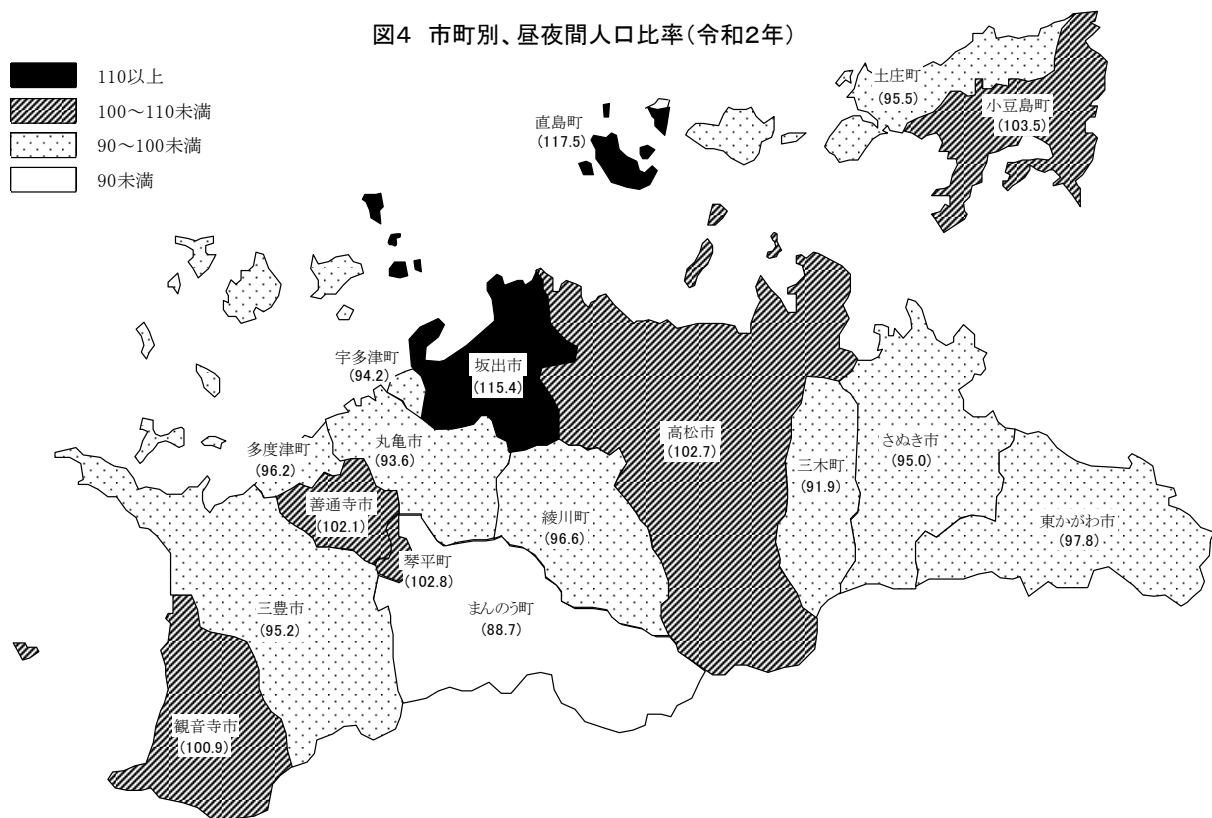 図4 市町別、昼夜間人口比率(令和2年)
110以上
100～110未満
90～100未満
90未満
土庄町
(95.5)
小豆島町
(103.5)
直島町
(117.5)
宇多津町
(94.2)
坂出市
(115.4)
高松市
(102.7)
さぬき市
(95.0)
三木町
(91.9)
東かがわ市
(97.8)
多度津町
(96.2)
丸亀市
(93.6)
善通寺市
(102.1)
綾川町
(96.6)
琴平町
(102.8)
まんのう町
(88.7)
三豊市
(95.2)
観音寺市
(100.9)